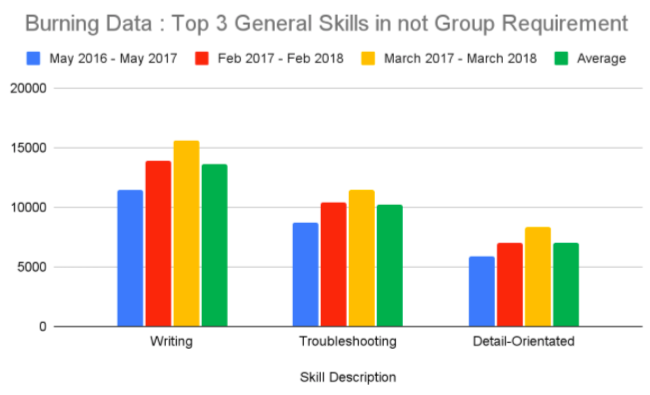 Burning Data : Top 3 General Skills in not Group Requirement
May 2016 - May 2017 Feb 2017 - Feb 2018 March 2017 - March 2018 Average
20000
15000
10000
5000
0
Writing Troubleshooting Detail-Orientated
Skill Description